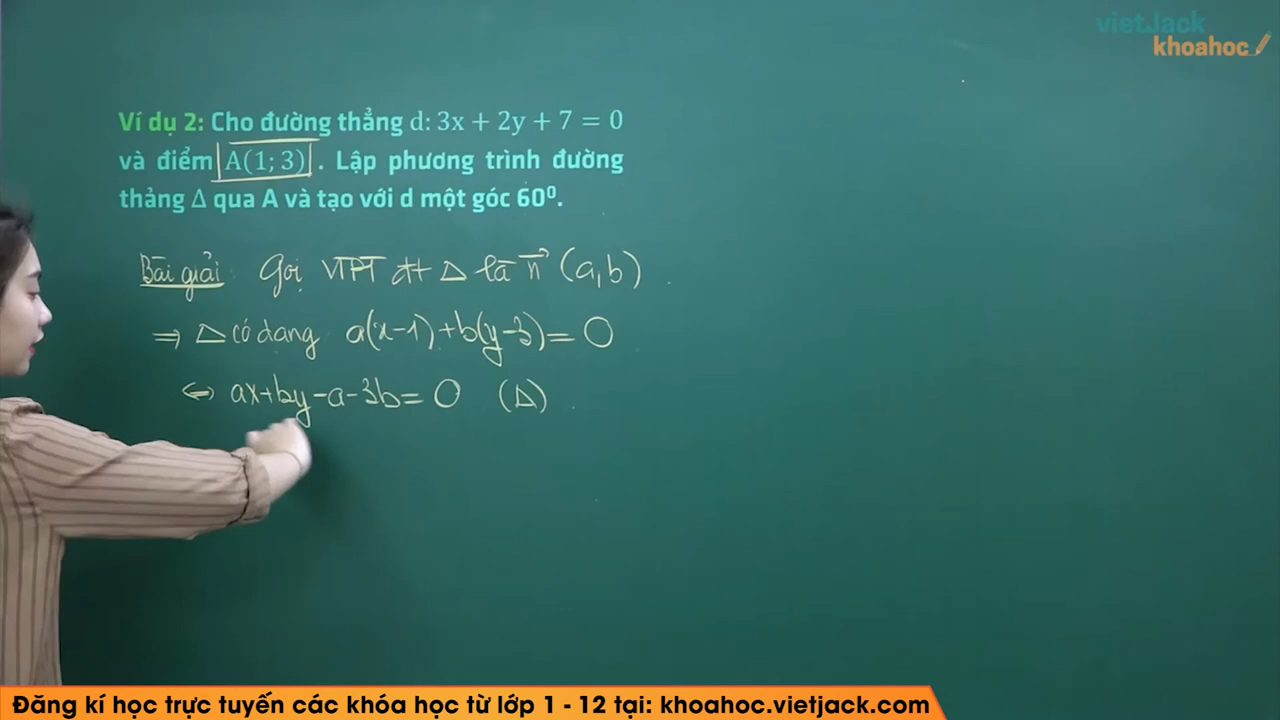 vietJack
khoahoc
Ví dụ 2: Cho đường thẳng d: 3x + 2y + 7 = 0
và điểm A(1; 3) . Lập phương trình đường
thảng Δ qua A và tạo với d một góc 60⁰.
Bài giải: Gọi VTPT đt Δ là n⃗ (a,b)
⇒ Δ có dạng a(x-1)+b(y-3)=0
⇔ ax+by-a-3b=0 (Δ)
Đăng kí học trực tuyến các khóa học từ lớp 1 - 12 tại: khoahoc.vietjack.com